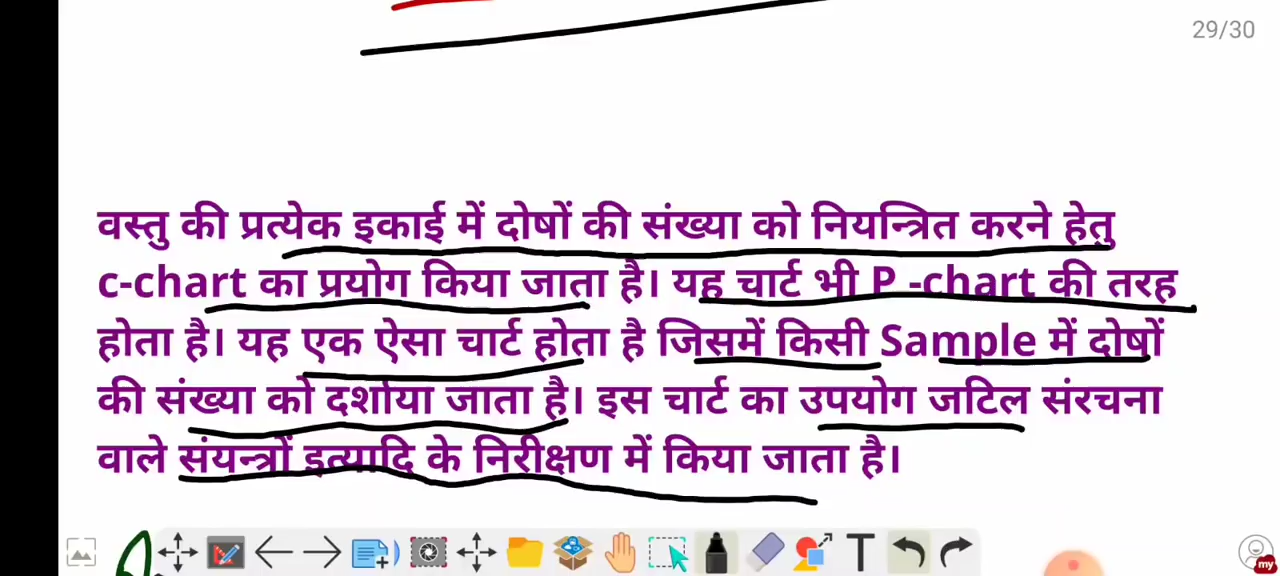 29/30
वस्तु की प्रत्येक इकाई में दोषों की संख्या को नियन्त्रित करने हेतु
c-chart का प्रयोग किया जाता है। यह चार्ट भी P -chart की तरह
होता है। यह एक ऐसा चार्ट होता है जिसमें किसी Sample में दोषों
की संख्या को दर्शाया जाता है। इस चार्ट का उपयोग जटिल संरचना
वाले संयन्त्रों इत्यादि के निरीक्षण में किया जाता है।
T
my